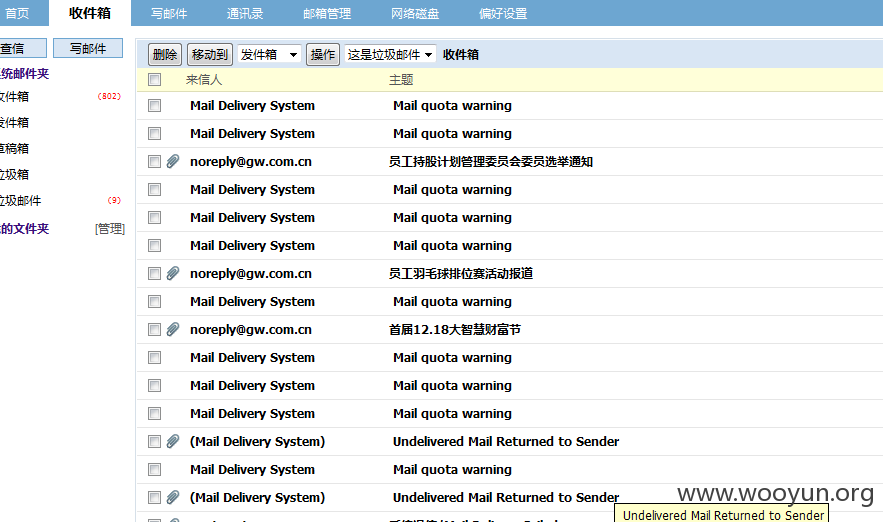 首页 收件箱 写邮件 通讯录 邮箱管理 网络磁盘 偏好设置
查信 写邮件
删除 移动到 发件箱 操作 这是垃圾邮件 收件箱
统邮件夹
来信人 主题
件箱 (802)
Mail Delivery System Mail quota warning
件箱
Mail Delivery System Mail quota warning
稿箱
noreply@gw.com.cn 员工持股计划管理委员会委员选举通知
圾箱
Mail Delivery System Mail quota warning
圾邮件 (9)
Mail Delivery System Mail quota warning
的文件夹 [管理]
Mail Delivery System Mail quota warning
noreply@gw.com.cn 员工羽毛球排位赛活动报道
Mail Delivery System Mail quota warning
noreply@gw.com.cn 首届12.18大智慧财富节
Mail Delivery System Mail quota warning
Mail Delivery System Mail quota warning
Mail Delivery System Mail quota warning
(Mail Delivery System) Undelivered Mail Returned to Sender
Mail Delivery System Mail quota warning
(Mail Delivery System) Undelivered Mail Returned to Sender
www.wooyun.org
Undelivered Mail Returned to Sender